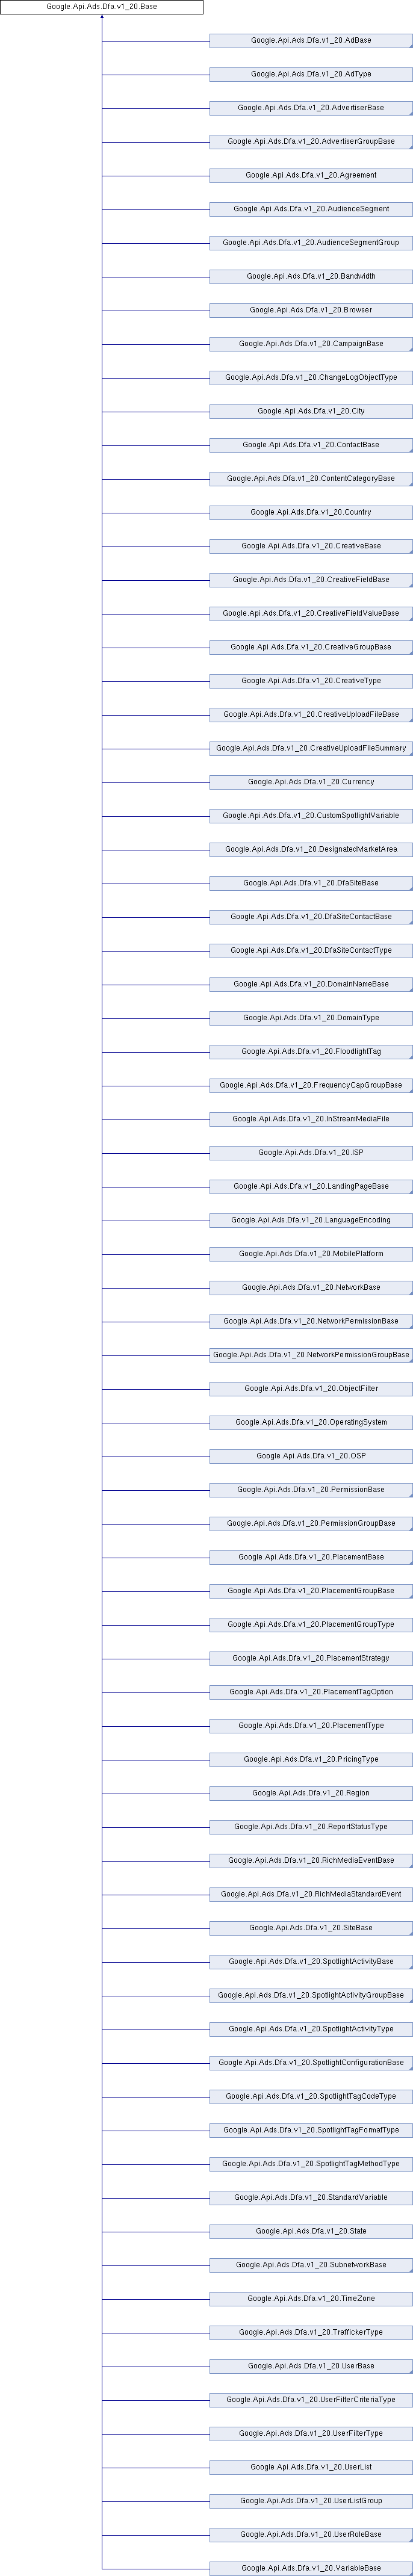 Google.Api.Ads.Dfa.v1_20.Base
Google.Api.Ads.Dfa.v1_20.AdBase
Google.Api.Ads.Dfa.v1_20.AdType
Google.Api.Ads.Dfa.v1_20.AdvertiserBase
Google.Api.Ads.Dfa.v1_20.AdvertiserGroupBase
Google.Api.Ads.Dfa.v1_20.Agreement
Google.Api.Ads.Dfa.v1_20.AudienceSegment
Google.Api.Ads.Dfa.v1_20.AudienceSegmentGroup
Google.Api.Ads.Dfa.v1_20.Bandwidth
Google.Api.Ads.Dfa.v1_20.Browser
Google.Api.Ads.Dfa.v1_20.CampaignBase
Google.Api.Ads.Dfa.v1_20.ChangeLogObjectType
Google.Api.Ads.Dfa.v1_20.City
Google.Api.Ads.Dfa.v1_20.ContactBase
Google.Api.Ads.Dfa.v1_20.ContentCategoryBase
Google.Api.Ads.Dfa.v1_20.Country
Google.Api.Ads.Dfa.v1_20.CreativeBase
Google.Api.Ads.Dfa.v1_20.CreativeFieldBase
Google.Api.Ads.Dfa.v1_20.CreativeFieldValueBase
Google.Api.Ads.Dfa.v1_20.CreativeGroupBase
Google.Api.Ads.Dfa.v1_20.CreativeType
Google.Api.Ads.Dfa.v1_20.CreativeUploadFileBase
Google.Api.Ads.Dfa.v1_20.CreativeUploadFileSummary
Google.Api.Ads.Dfa.v1_20.Currency
Google.Api.Ads.Dfa.v1_20.CustomSpotlightVariable
Google.Api.Ads.Dfa.v1_20.DesignatedMarketArea
Google.Api.Ads.Dfa.v1_20.DfaSiteBase
Google.Api.Ads.Dfa.v1_20.DfaSiteContactBase
Google.Api.Ads.Dfa.v1_20.DfaSiteContactType
Google.Api.Ads.Dfa.v1_20.DomainNameBase
Google.Api.Ads.Dfa.v1_20.DomainType
Google.Api.Ads.Dfa.v1_20.FloodlightTag
Google.Api.Ads.Dfa.v1_20.FrequencyCapGroupBase
Google.Api.Ads.Dfa.v1_20.InStreamMediaFile
Google.Api.Ads.Dfa.v1_20.ISP
Google.Api.Ads.Dfa.v1_20.LandingPageBase
Google.Api.Ads.Dfa.v1_20.LanguageEncoding
Google.Api.Ads.Dfa.v1_20.MobilePlatform
Google.Api.Ads.Dfa.v1_20.NetworkBase
Google.Api.Ads.Dfa.v1_20.NetworkPermissionBase
Google.Api.Ads.Dfa.v1_20.NetworkPermissionGroupBase
Google.Api.Ads.Dfa.v1_20.ObjectFilter
Google.Api.Ads.Dfa.v1_20.OperatingSystem
Google.Api.Ads.Dfa.v1_20.OSP
Google.Api.Ads.Dfa.v1_20.PermissionBase
Google.Api.Ads.Dfa.v1_20.PermissionGroupBase
Google.Api.Ads.Dfa.v1_20.PlacementBase
Google.Api.Ads.Dfa.v1_20.PlacementGroupBase
Google.Api.Ads.Dfa.v1_20.PlacementGroupType
Google.Api.Ads.Dfa.v1_20.PlacementStrategy
Google.Api.Ads.Dfa.v1_20.PlacementTagOption
Google.Api.Ads.Dfa.v1_20.PlacementType
Google.Api.Ads.Dfa.v1_20.PricingType
Google.Api.Ads.Dfa.v1_20.Region
Google.Api.Ads.Dfa.v1_20.ReportStatusType
Google.Api.Ads.Dfa.v1_20.RichMediaEventBase
Google.Api.Ads.Dfa.v1_20.RichMediaStandardEvent
Google.Api.Ads.Dfa.v1_20.SiteBase
Google.Api.Ads.Dfa.v1_20.SpotlightActivityBase
Google.Api.Ads.Dfa.v1_20.SpotlightActivityGroupBase
Google.Api.Ads.Dfa.v1_20.SpotlightActivityType
Google.Api.Ads.Dfa.v1_20.SpotlightConfigurationBase
Google.Api.Ads.Dfa.v1_20.SpotlightTagCodeType
Google.Api.Ads.Dfa.v1_20.SpotlightTagFormatType
Google.Api.Ads.Dfa.v1_20.SpotlightTagMethodType
Google.Api.Ads.Dfa.v1_20.StandardVariable
Google.Api.Ads.Dfa.v1_20.State
Google.Api.Ads.Dfa.v1_20.SubnetworkBase
Google.Api.Ads.Dfa.v1_20.TimeZone
Google.Api.Ads.Dfa.v1_20.TraffickerType
Google.Api.Ads.Dfa.v1_20.UserBase
Google.Api.Ads.Dfa.v1_20.UserFilterCriteriaType
Google.Api.Ads.Dfa.v1_20.UserFilterType
Google.Api.Ads.Dfa.v1_20.UserList
Google.Api.Ads.Dfa.v1_20.UserListGroup
Google.Api.Ads.Dfa.v1_20.UserRoleBase
Google.Api.Ads.Dfa.v1_20.VariableBase